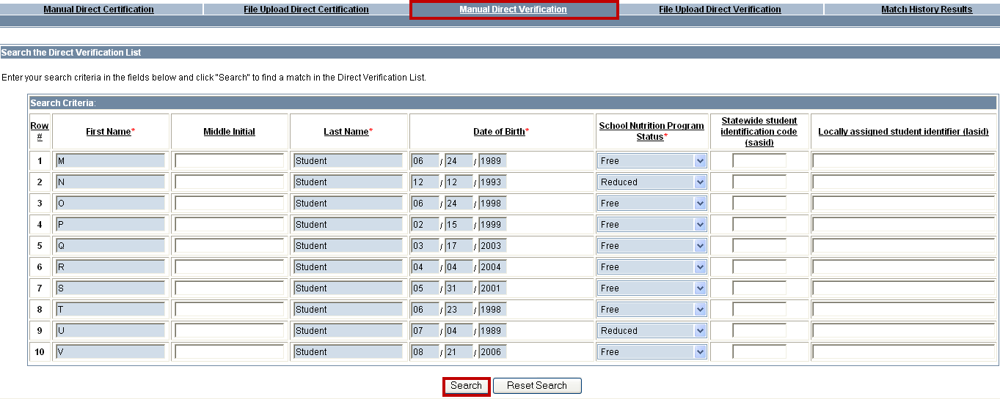 Manual Direct Certification File Upload Direct Certification Manual Direct Verification File Upload Direct Verification Match History Results
Search the Direct Verification List
Enter your search criteria in the fields below and click "Search" to find a match in the Direct Verification List.
Search Criteria:
Row # First Name* Middle Initial Last Name* Date of Birth* School Nutrition Program Status* Statewide student identification code (sasid) Locally assigned student identifier (lasid)
1 M Student 06 / 24 / 1989 Free
2 N Student 12 / 12 / 1993 Reduced
3 O Student 06 / 24 / 1998 Free
4 P Student 02 / 15 / 1999 Free
5 Q Student 03 / 17 / 2003 Free
6 R Student 04 / 04 / 2004 Free
7 S Student 05 / 31 / 2001 Free
8 T Student 06 / 23 / 1998 Free
9 U Student 07 / 04 / 1989 Reduced
10 V Student 08 / 21 / 2006 Free
Search Reset Search